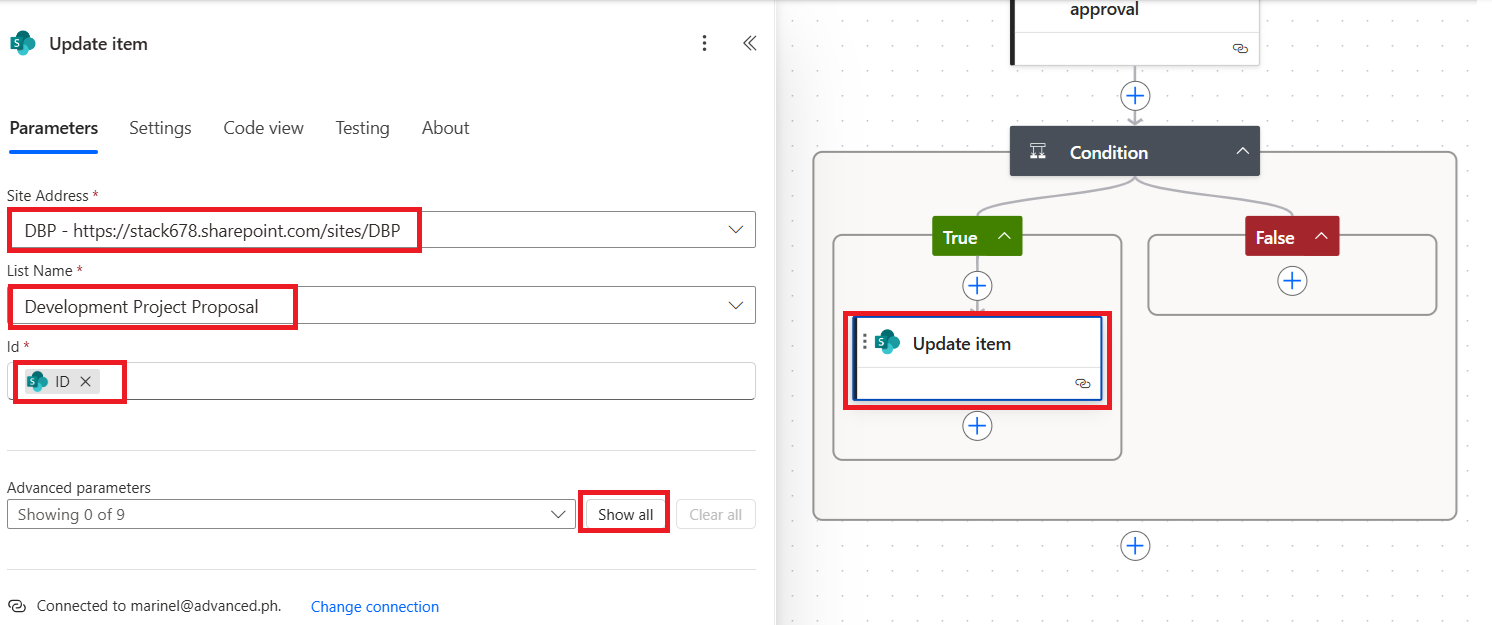 Update item
Parameters
Settings
Code view
Testing
About
Site Address *
DBP - https://stack678.sharepoint.com/sites/DBP
List Name *
Development Project Proposal
Id *
ID
Advanced parameters
Showing 0 of 9
Show all
Clear all
Connected to marinel@advanced.ph.
Change connection
approval
Condition
True
False
Update item